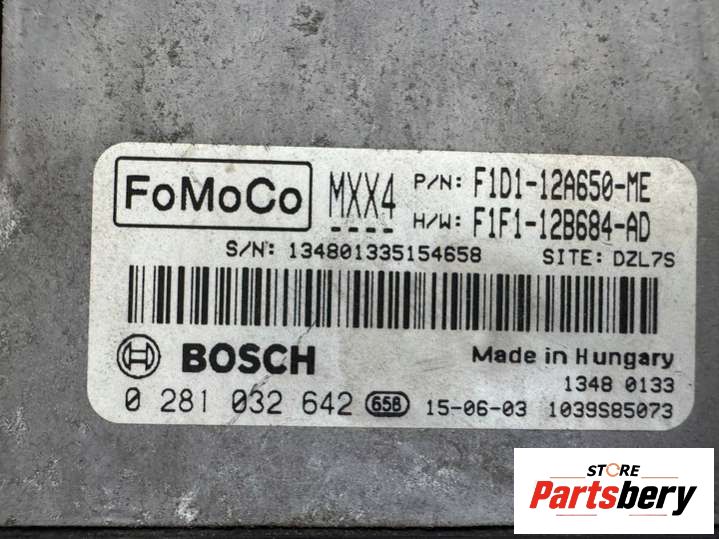 FoMoCo MXX4 P/N: F1D1-12A650-ME
H/W: F1F1-12B684-AD
S/N: 134801335154658 SITE: DZL7S
BOSCH Made in Hungary
1348 0133
0 281 032 642 658 15-06-03 1039S85073
STORE
Partsbery